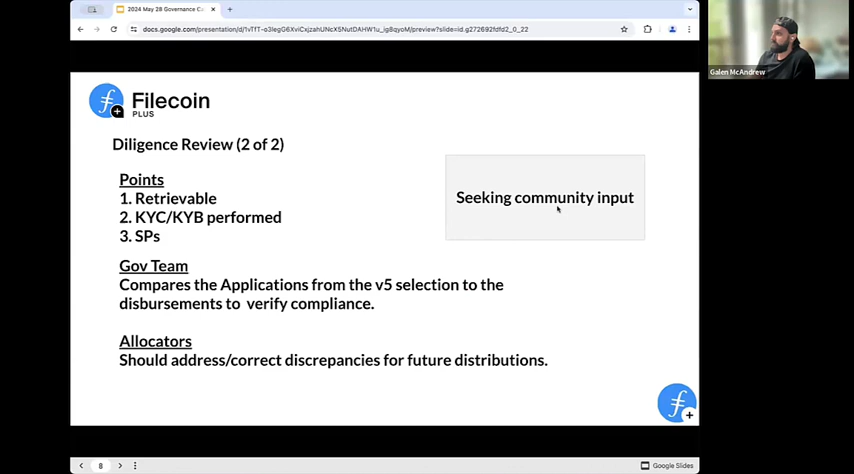 2024 May 28 Governance Ca
docs.google.com/presentation/d/1vTfT-o3legG6XviCxjzahUNcX5NutDAHW1u_ig8qyoM/preview?slide=id.g272692fdfd2_0_22
Galen McAndrew
Filecoin
PLUS
Diligence Review (2 of 2)
Points
1. Retrievable
2. KYC/KYB performed
3. SPs
Seeking community input
Gov Team
Compares the Applications from the v5 selection to the
disbursements to verify compliance.
Allocators
Should address/correct discrepancies for future distributions.
8
Google Slides